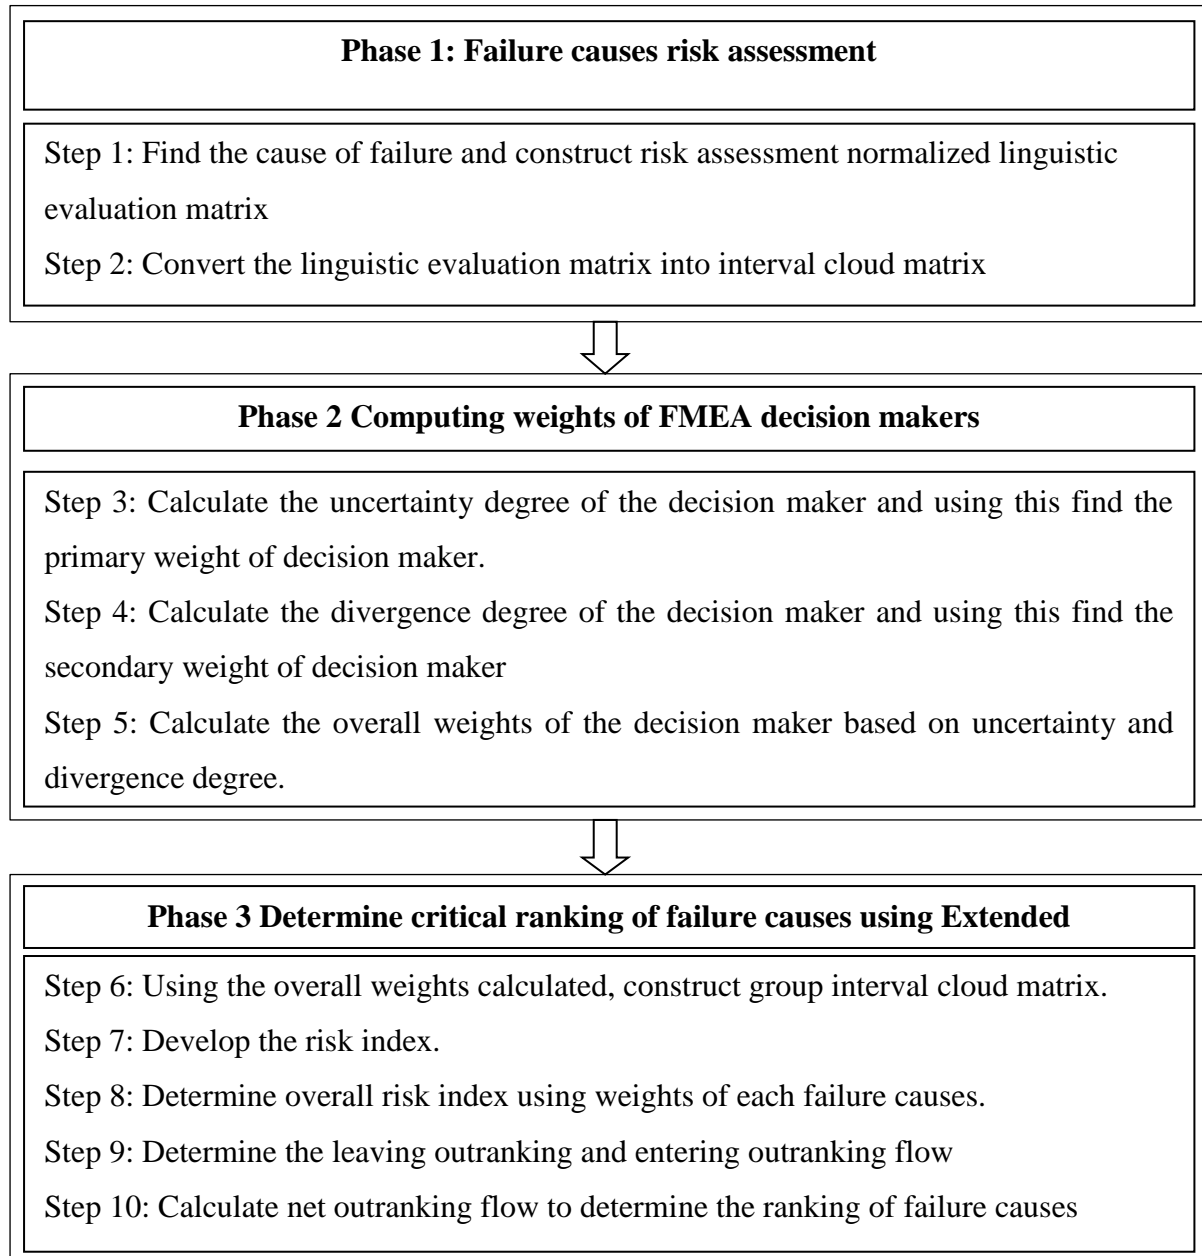 Phase 1: Failure causes risk assessment
Step 1: Find the cause of failure and construct risk assessment normalized linguistic
evaluation matrix
Step 2: Convert the linguistic evaluation matrix into interval cloud matrix
Phase 2 Computing weights of FMEA decision makers
Step 3: Calculate the uncertainty degree of the decision maker and using this find the
primary weight of decision maker.
Step 4: Calculate the divergence degree of the decision maker and using this find the
secondary weight of decision maker
Step 5: Calculate the overall weights of the decision maker based on uncertainty and
divergence degree.
Phase 3 Determine critical ranking of failure causes using Extended
Step 6: Using the overall weights calculated, construct group interval cloud matrix.
Step 7: Develop the risk index.
Step 8: Determine overall risk index using weights of each failure causes.
Step 9: Determine the leaving outranking and entering outranking flow
Step 10: Calculate net outranking flow to determine the ranking of failure causes